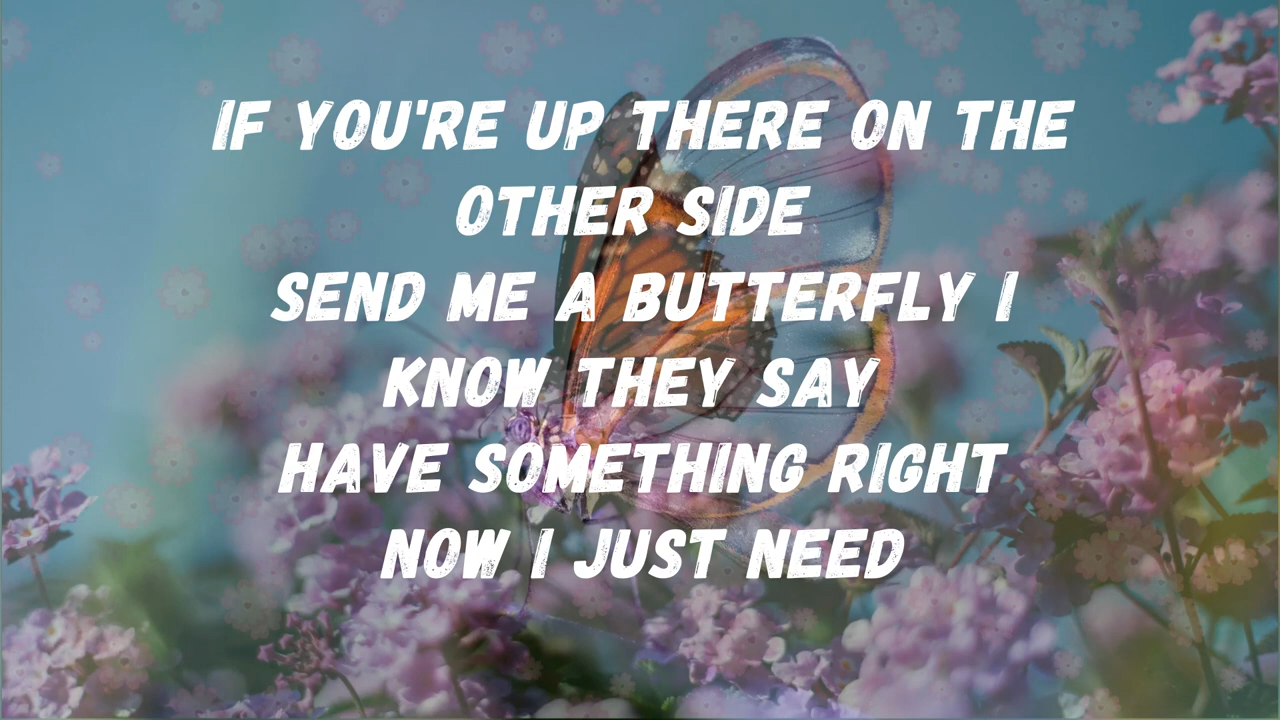 IF YOU'RE UP THERE ON THE
OTHER SIDE
SEND ME A BUTTERFLY I
KNOW THEY SAY
HAVE SOMETHING RIGHT
NOW I JUST NEED